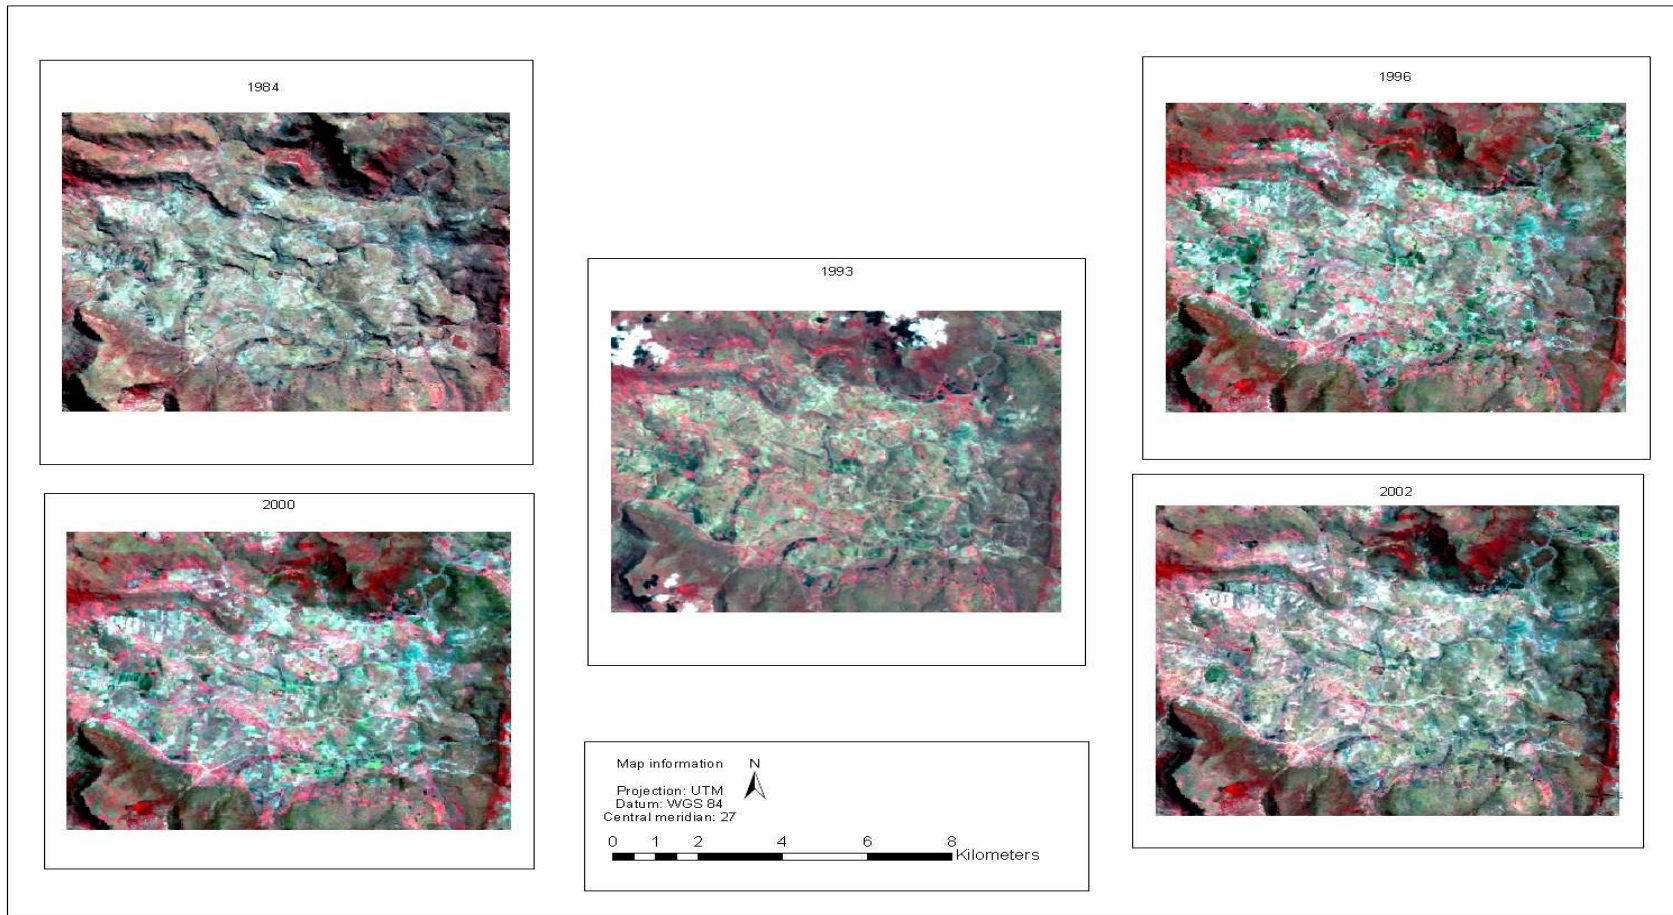 1984
1996
1993
2000
2002
Map information
N
Projection: UTM
Datum: WGS 84
Central meridian: 27
0 1 2 4 6 8
Kilometers